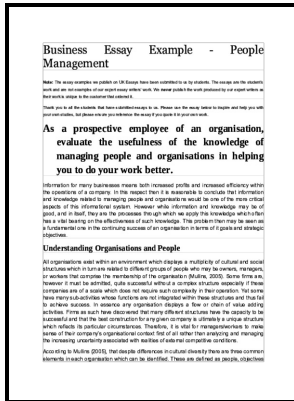 Business Essay Example - People
Management
Note: The essays we publish on UK Essays have been submitted to us by students. The essays are the student's
work and are not examples of our expert essay writers' work. We never publish the work produced by our expert writers as
their work is unique to the customer that ordered it.
Thank you to all the students that have submitted essays to us. Please use the essay below to inspire and help you with
your own studies, but please ensure you reference the essay if you quote it in your own work.
As a prospective employee of an organisation,
evaluate the usefulness of the knowledge of
managing people and organisations in helping
you to do your work better.
Information for many businesses means both increased profits and increased efficiency within
the operations of a company. In this respect then it is reasonable to conclude that information
and knowledge related to managing people and organisations would be one of the more critical
aspects of this informational system. However while information and knowledge may be of
good, and in itself, they are the processes though which we apply this knowledge which often
has a vital bearing on the effectiveness of such knowledge. This problem then may be seen as
a fundamental one in the continuing success of an organisation in terms of it goals and strategic
objectives.
Understanding Organisations and People
All organisations exist within an environment which displays a multiplicity of cultural and social
structures which in turn are related to different groups of people who may be owners, managers,
or workers that comprise the membership of the organisation (Mulins, 2005). Some firms are,
however it must be admitted, quite successful without a complex structure especially if these
companies are of a scale which does not require such complexity in their operation. Yet some
have many sub-activities whose functions are not integrated within these structures and thus fail
to achieve success. In essence any organisation displays a flow or chain of value adding
activities. Firms as such have discovered that many different structures have the capacity to be
successful and that the best construction for any given company is ultimately a unique structure
which reflects its particular circumstances. Therefore, it is vital for managers/workers to make
sense of their company's organisational context first of all rather than analyzing and managing
the increasing uncertainty associated with realities of external competitive conditions.
According to Mulins (2005), that despite differences in cultural diversity there are three common
elements in each organisation which can be identified. These are defined as people, objectives